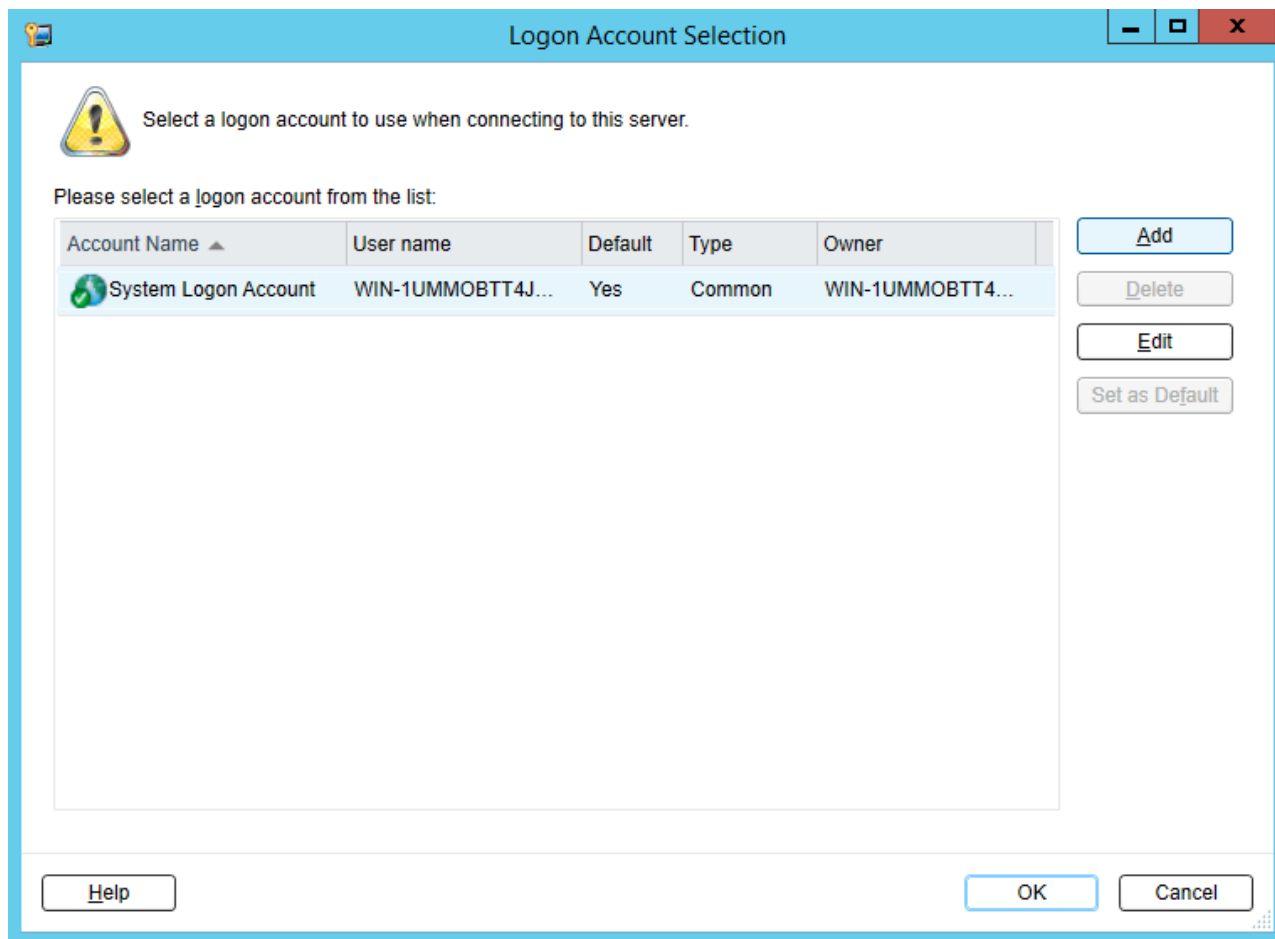 Logon Account Selection
Select a logon account to use when connecting to this server.
Please select a logon account from the list:
Account Name User name Default Type Owner
System Logon Account WIN-1UMMOBTT4J... Yes Common WIN-1UMMOBTT4...
Add
Delete
Edit
Set as Default
Help OK Cancel